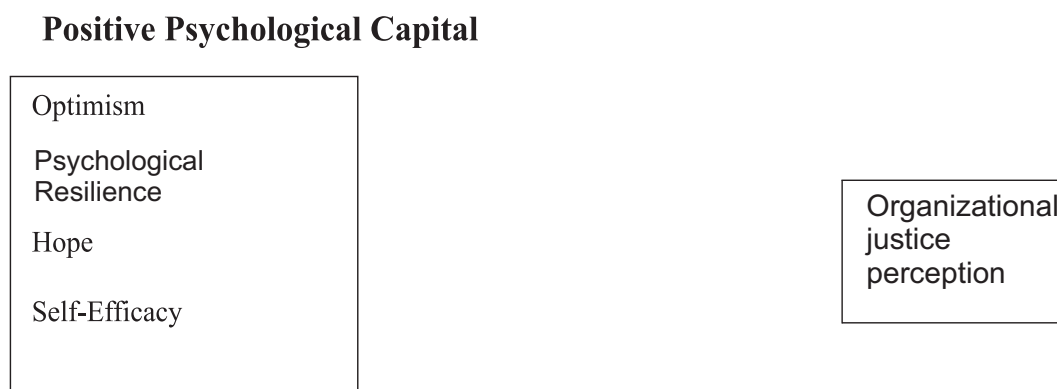 Positive Psychological Capital
Optimism
Psychological
Resilience
Hope
Self-Efficacy
Organizational
justice
perception